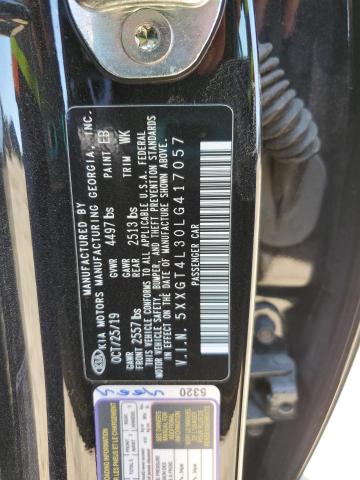 MANUFACTURED BY
KIA MOTORS MANUFACTURING GEORGIA, INC.
OCT/25/19 GVWR 4497 lbs PAINT EB
GAWR FRONT 2557 lbs GAWR REAR 2513 lbs TRIM WK
THIS VEHICLE CONFORMS TO ALL APPLICABLE U.S.A. FEDERAL
MOTOR VEHICLE SAFETY, BUMPER, AND THEFT PREVENTION STANDARDS
IN EFFECT ON THE DATE OF MANUFACTURE SHOWN ABOVE.
V.I.N. 5XXGT4L30LG417057
PASSENGER CAR
5320